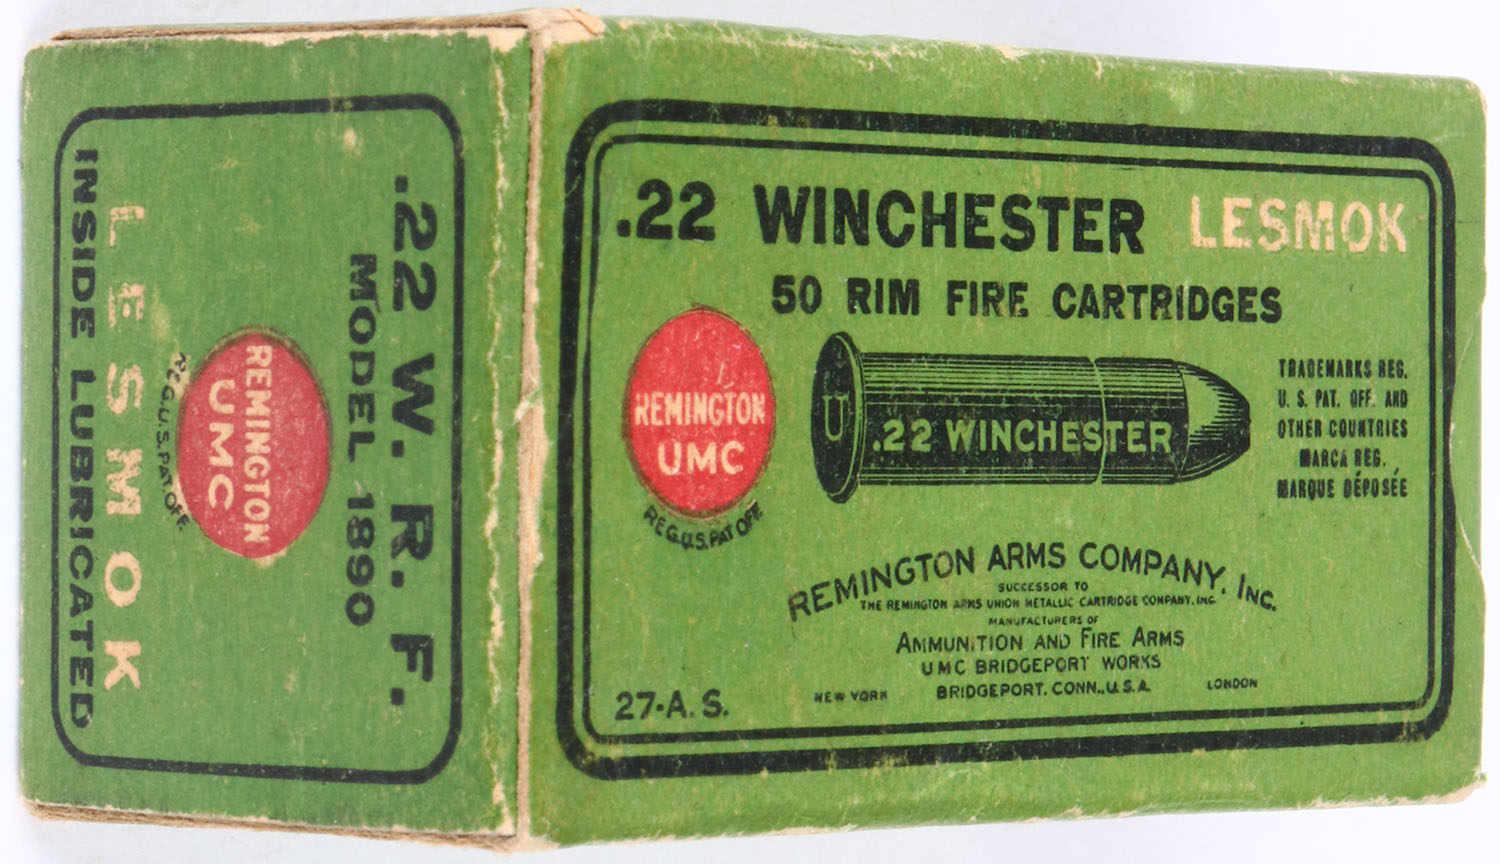 .22 W. R. F.
MODEL 1890
REMINGTON
UMC
REG. U.S. PAT. OFF.
LESMOK
INSIDE LUBRICATED
.22 WINCHESTER LESMOK
50 RIM FIRE CARTRIDGES
REMINGTON
UMC
REG. U.S. PAT OFF.
U
.22 WINCHESTER
TRADEMARKS REG.
U. S. PAT. OFF. AND
OTHER COUNTRIES
MARCA REG.
MARQUE DÉPOSÉE
REMINGTON ARMS COMPANY, INC.
SUCCESSOR TO
THE REMINGTON ARMS UNION METALLIC CARTRIDGE COMPANY, INC.
MANUFACTURERS OF
AMMUNITION AND FIRE ARMS
UMC BRIDGEPORT WORKS
NEW YORK BRIDGEPORT, CONN., U.S.A. LONDON
27-A. S.